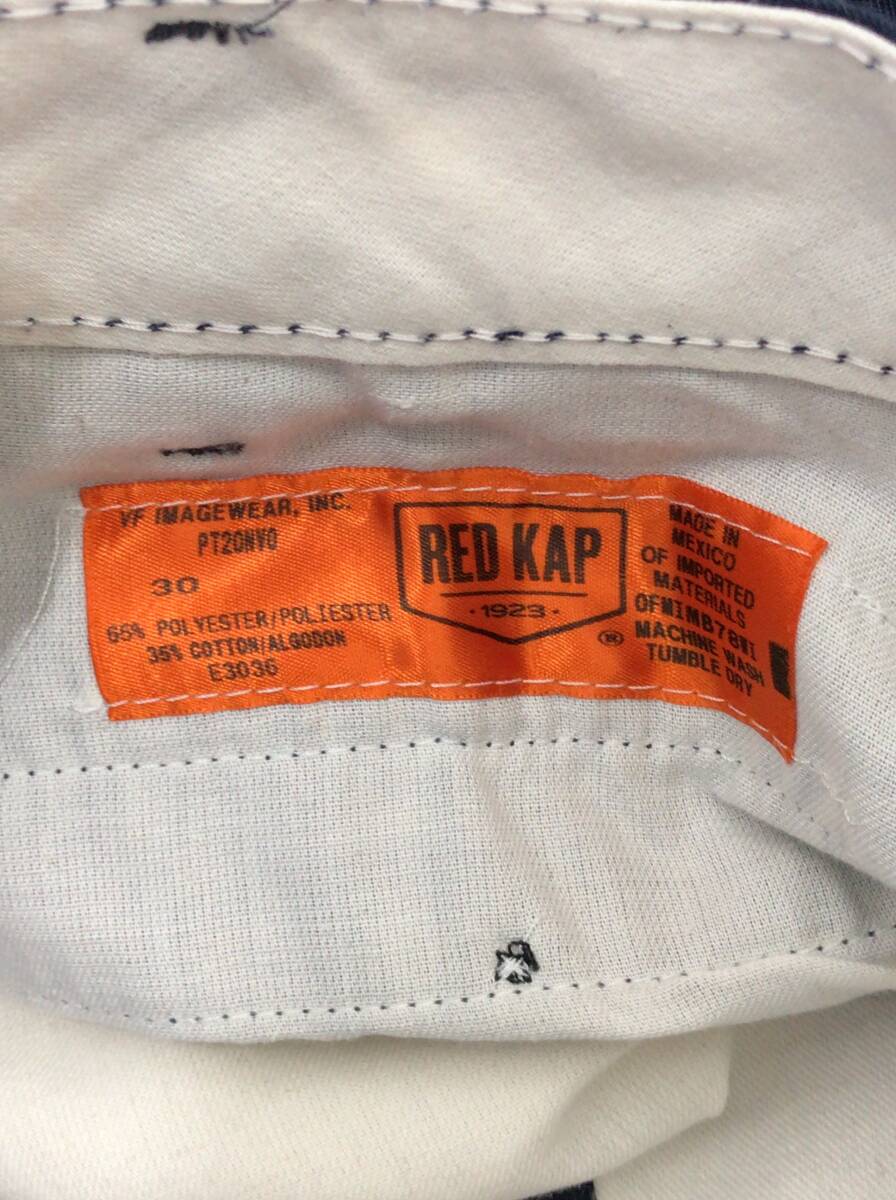 VF IMAGEWEAR, INC.
PT20NV0
30
65% POLYESTER/POLIESTER
35% COTTON/ALGODON
E3036
RED KAP
· 1923 ·
®
MADE IN
MEXICO
OF IMPORTED
MATERIALS
OFMIMB78WI
MACHINE WASH
TUMBLE DRY